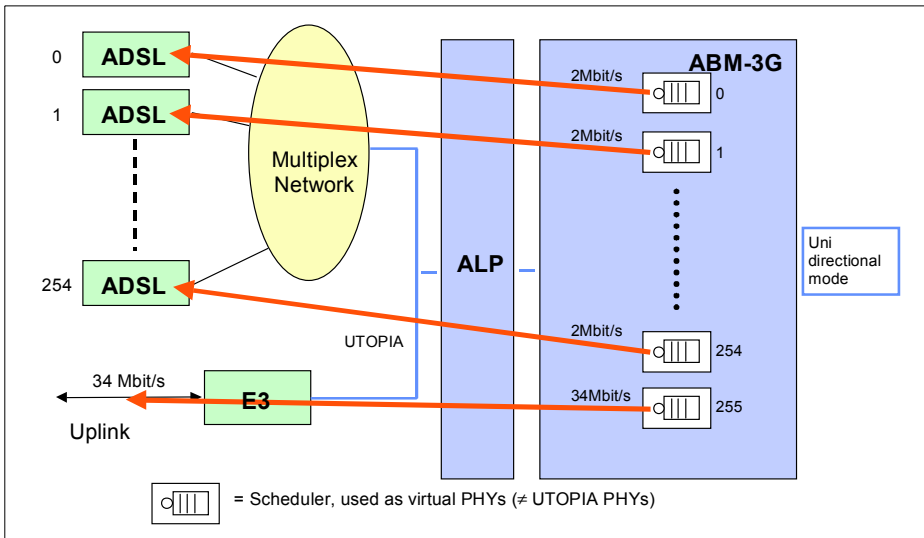 0
ADSL
1
ADSL
254
ADSL
Multiplex
Network
UTOPIA
34 Mbit/s
Uplink
E3
ALP
ABM-3G
2Mbit/s
0
2Mbit/s
1
2Mbit/s
254
34Mbit/s
255
Uni
directional
mode
= Scheduler, used as virtual PHYs (≠ UTOPIA PHYs)